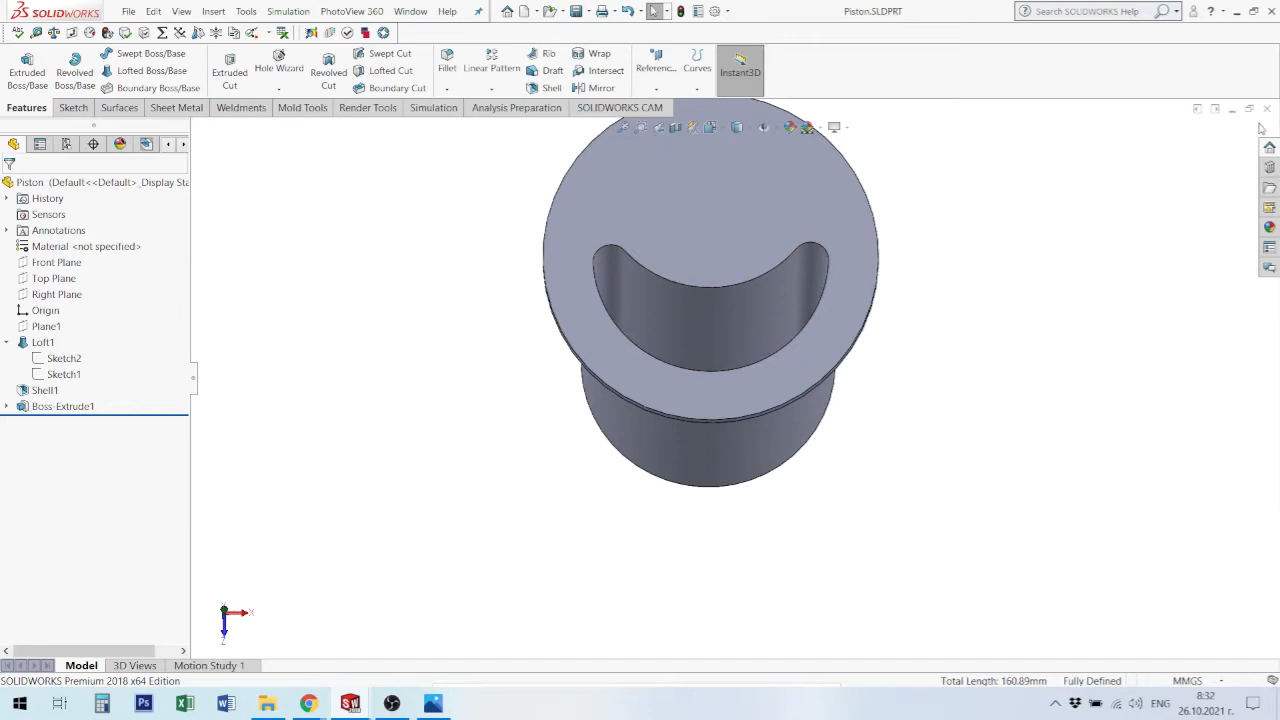 SOLIDWORKS File Edit View Insert Tools Simulation PhotoView 360 Window Help Piston.SLDPRT Search SOLIDWORKS Help
Extruded Boss/Base
Revolved Boss/Base
Swept Boss/Base
Lofted Boss/Base
Boundary Boss/Base
Extruded Cut
Hole Wizard
Revolved Cut
Swept Cut
Lofted Cut
Boundary Cut
Fillet
Linear Pattern
Rib
Draft
Shell
Wrap
Intersect
Mirror
Referenc...
Curves
Instant3D
Features Sketch Surfaces Sheet Metal Weldments Mold Tools Render Tools Simulation Analysis Preparation SOLIDWORKS CAM
Piston (Default<<Default>_Display Sta
History
Sensors
Annotations
Material <not specified>
Front Plane
Top Plane
Right Plane
Origin
Plane1
Loft1
Sketch2
Sketch1
Shell1
Boss-Extrude1
X
Z
Model 3D Views Motion Study 1
SOLIDWORKS Premium 2018 x64 Edition Total Length: 160.89mm Fully Defined MMGS
ENG 8:32
26.10.2021 г.